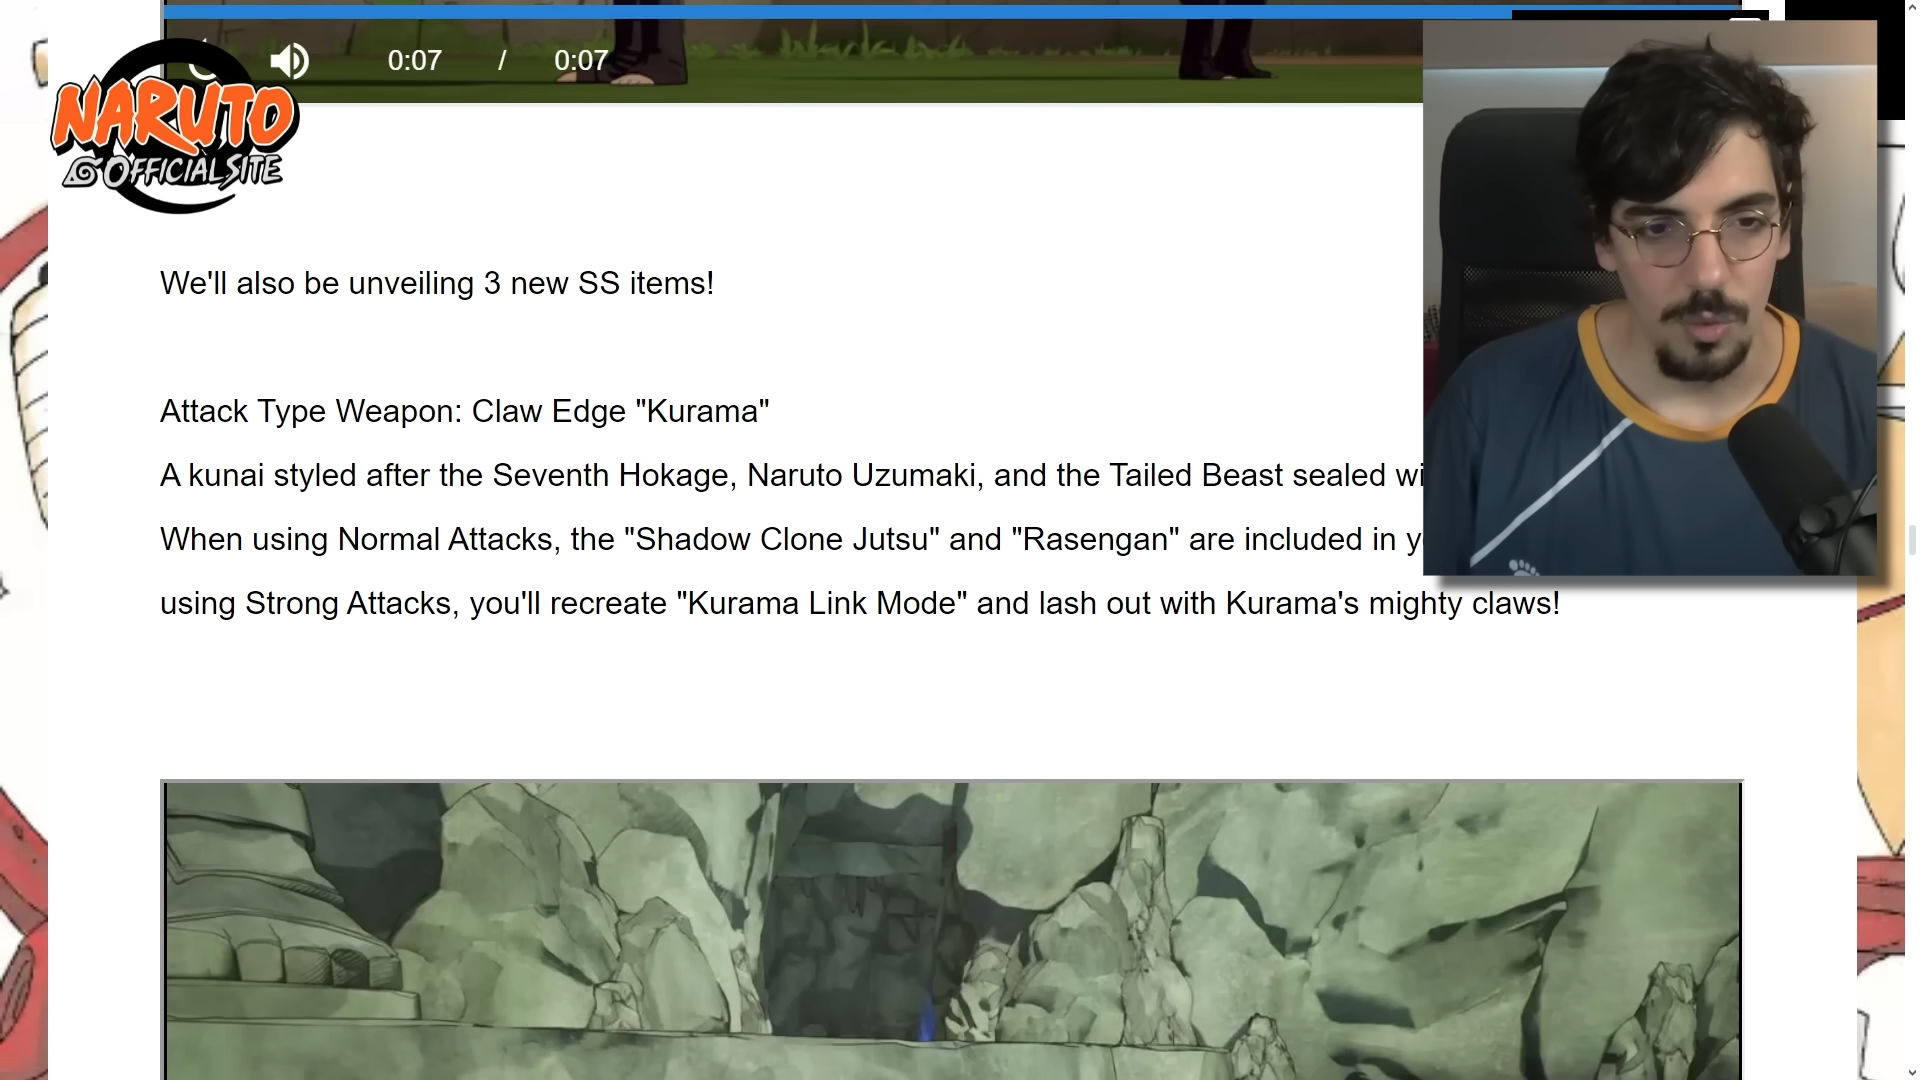 0:07 / 0:07
NARUTO
OFFICIAL SITE
We'll also be unveiling 3 new SS items!
Attack Type Weapon: Claw Edge "Kurama"
A kunai styled after the Seventh Hokage, Naruto Uzumaki, and the Tailed Beast sealed
When using Normal Attacks, the "Shadow Clone Jutsu" and "Rasengan" are included in
using Strong Attacks, you'll recreate "Kurama Link Mode" and lash out with Kurama's mighty claws!